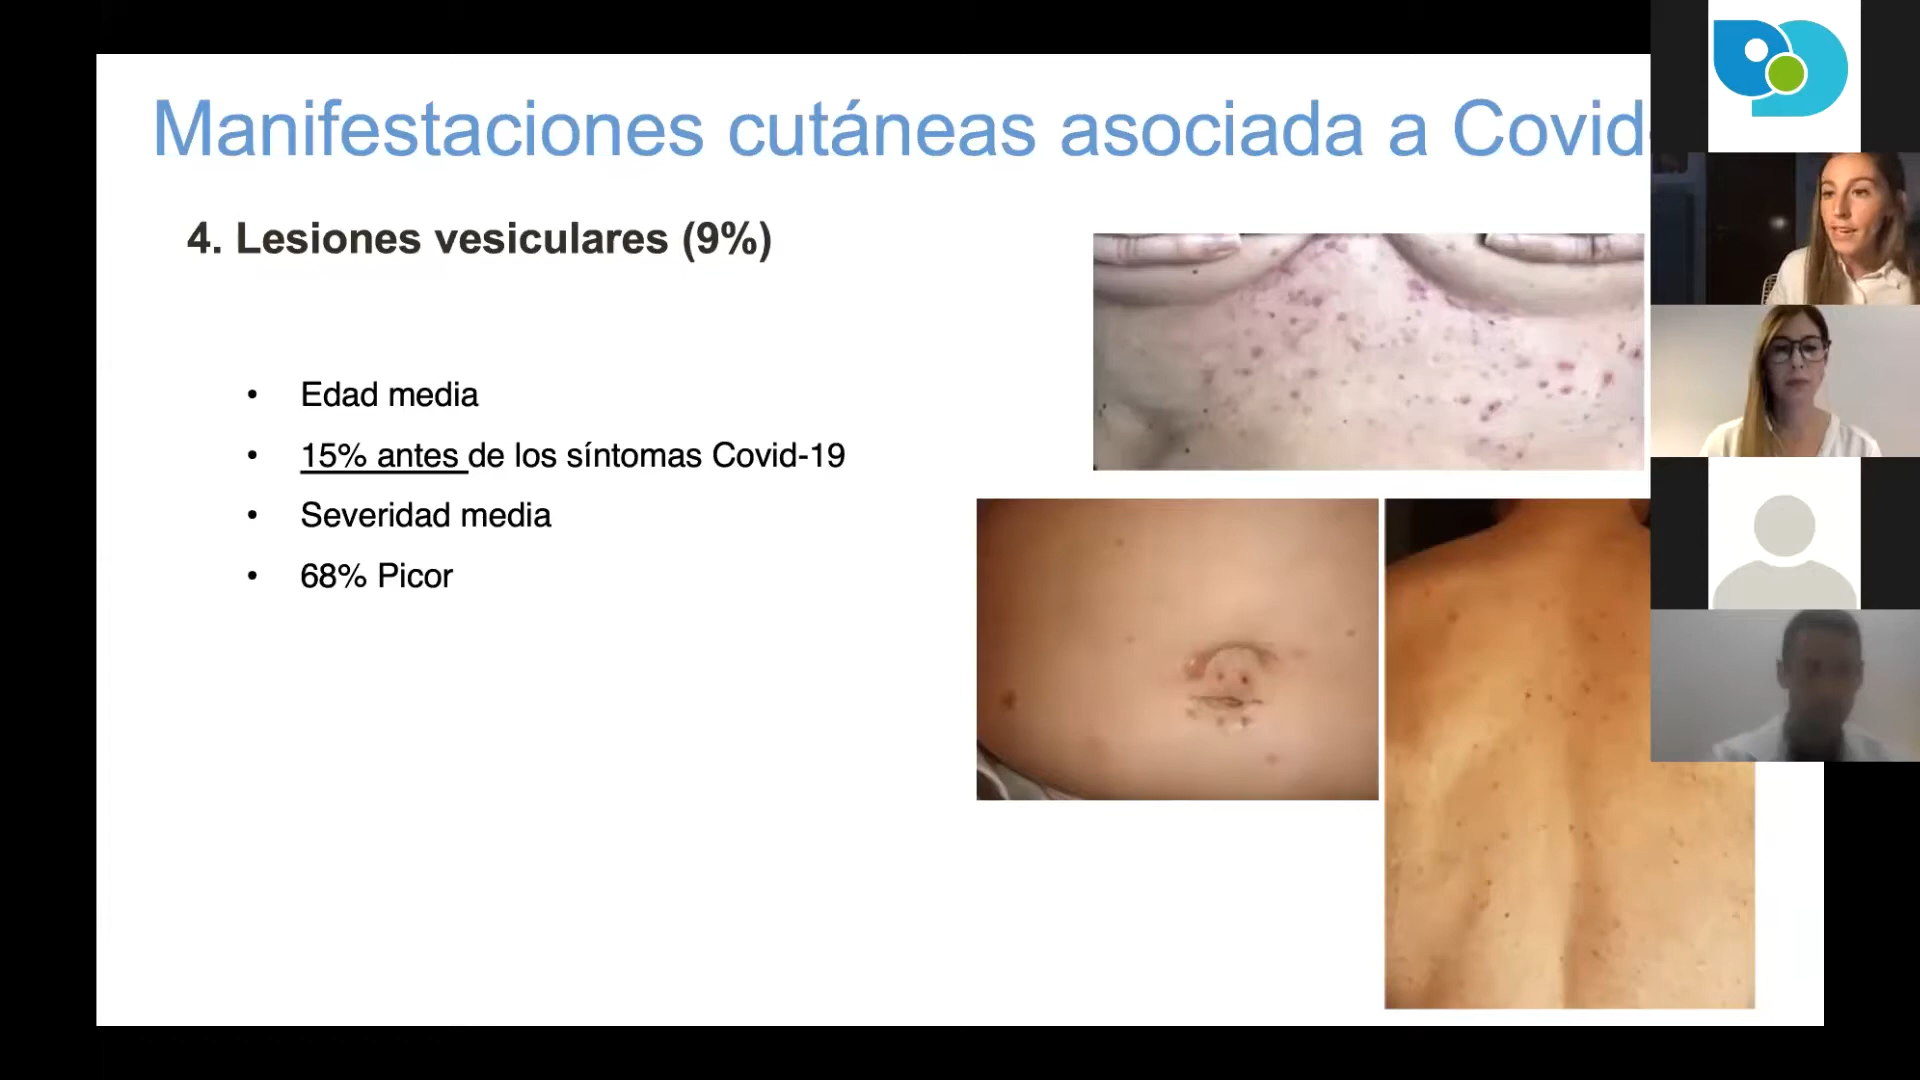 Manifestaciones cutáneas asociada a Covid
4. Lesiones vesiculares (9%)
• Edad media
• 15% antes de los síntomas Covid-19
• Severidad media
• 68% Picor